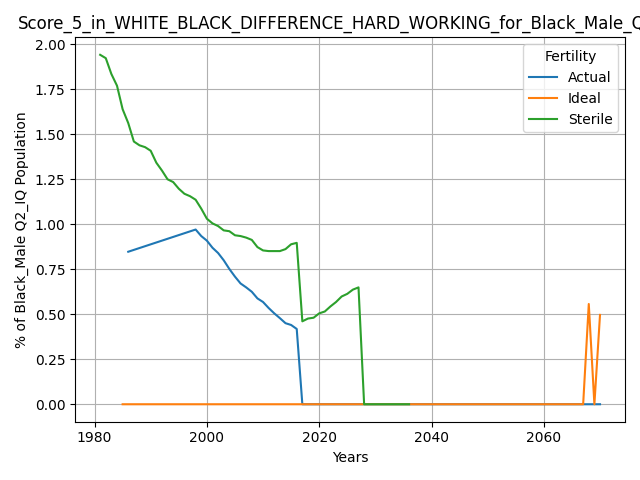 Score_5_in_WHITE_BLACK_DIFFERENCE_HARD_WORKING_for_Black_Male_Q
2.00
1.75
1.50
1.25
1.00
0.75
0.50
0.25
0.00
% of Black_Male Q2_IQ Population
Fertility
Actual
Ideal
Sterile
1980
2000
2020
2040
2060
Years